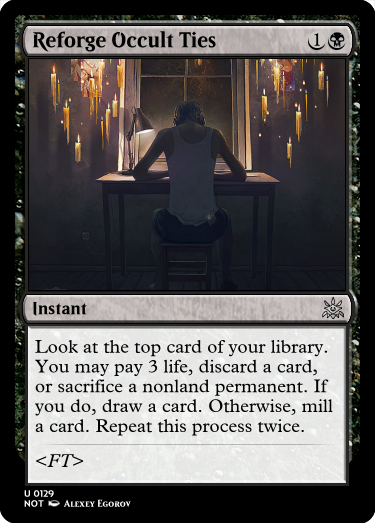 Reforge Occult Ties 1
Instant
Look at the top card of your library.
You may pay 3 life, discard a card,
or sacrifice a nonland permanent. If
you do, draw a card. Otherwise, mill
a card. Repeat this process twice.
<FT>
U 0129
NOT Alexey Egorov